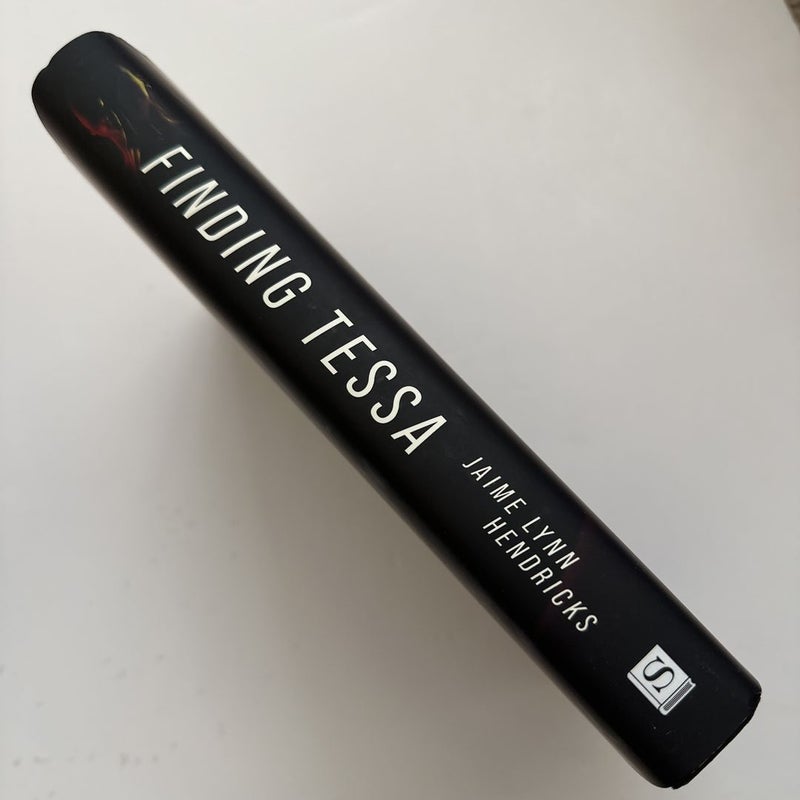 FINDING TESSA
JAIME LYNN
HENDRICKS
S